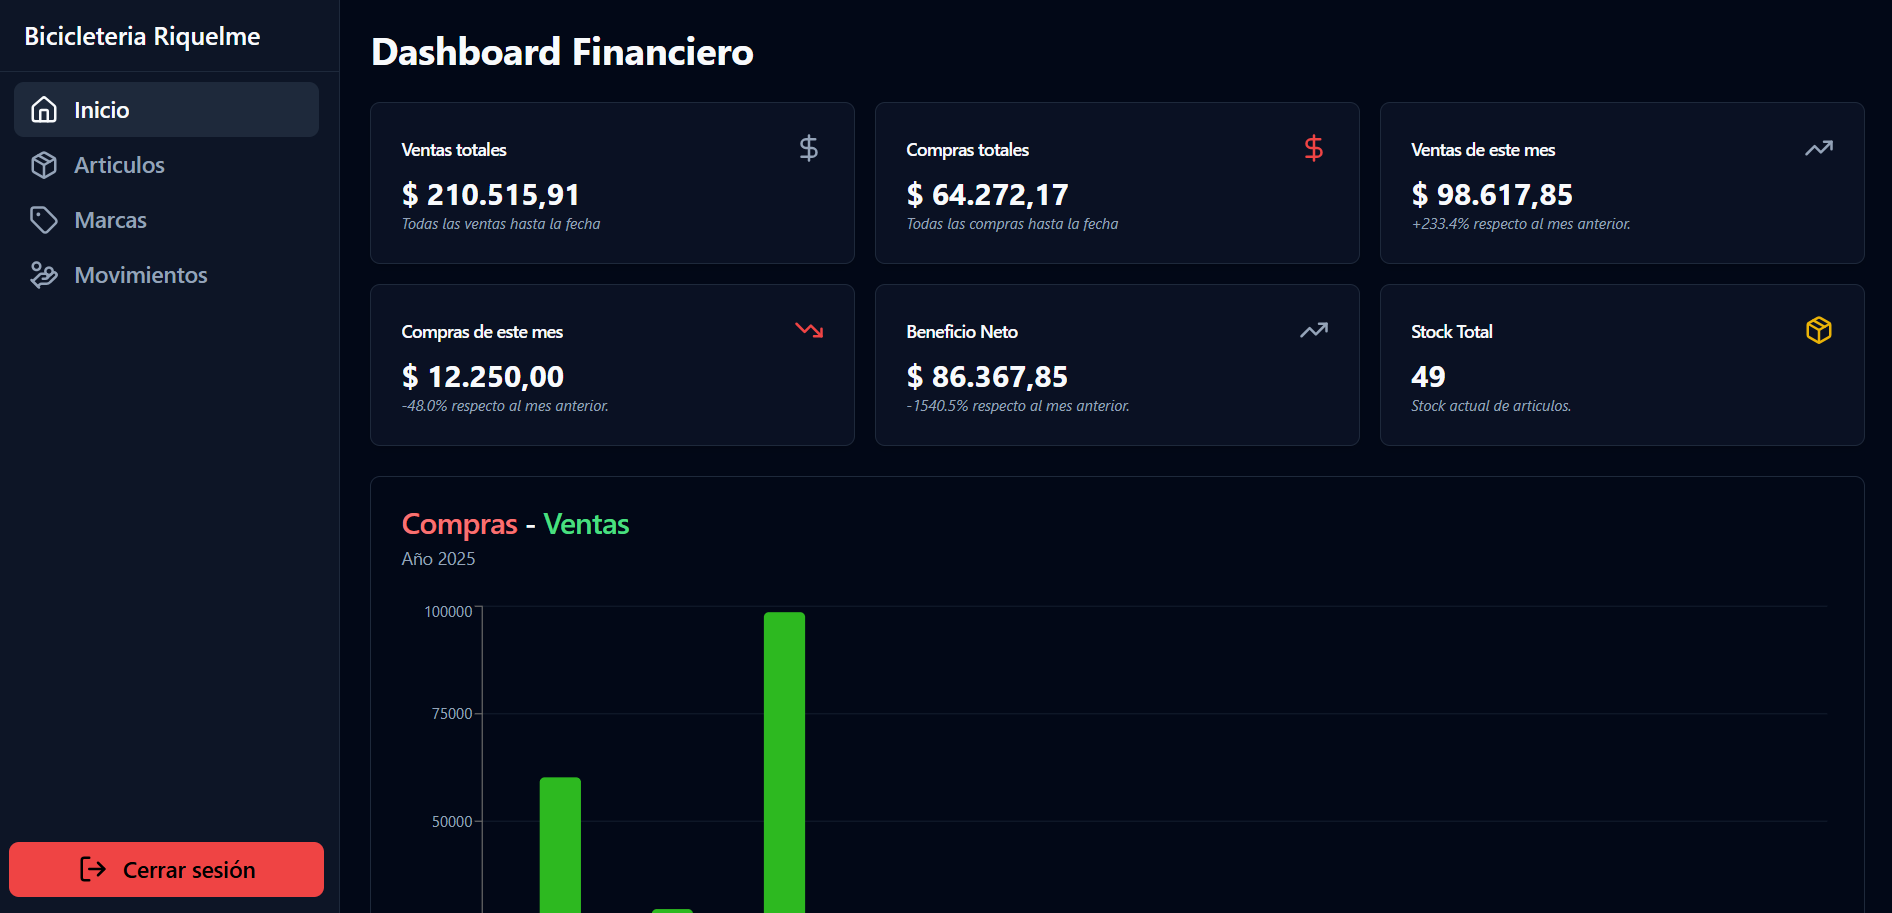 Bicicleteria Riquelme
Inicio
Articulos
Marcas
Movimientos
Cerrar sesión
Dashboard Financiero
Ventas totales
$ 210.515,91
Todas las ventas hasta la fecha
Compras totales
$ 64.272,17
Todas las compras hasta la fecha
Ventas de este mes
$ 98.617,85
+233.4% respecto al mes anterior.
Compras de este mes
$ 12.250,00
-48.0% respecto al mes anterior.
Beneficio Neto
$ 86.367,85
-1540.5% respecto al mes anterior.
Stock Total
49
Stock actual de articulos.
Compras - Ventas
Año 2025
100000
75000
50000